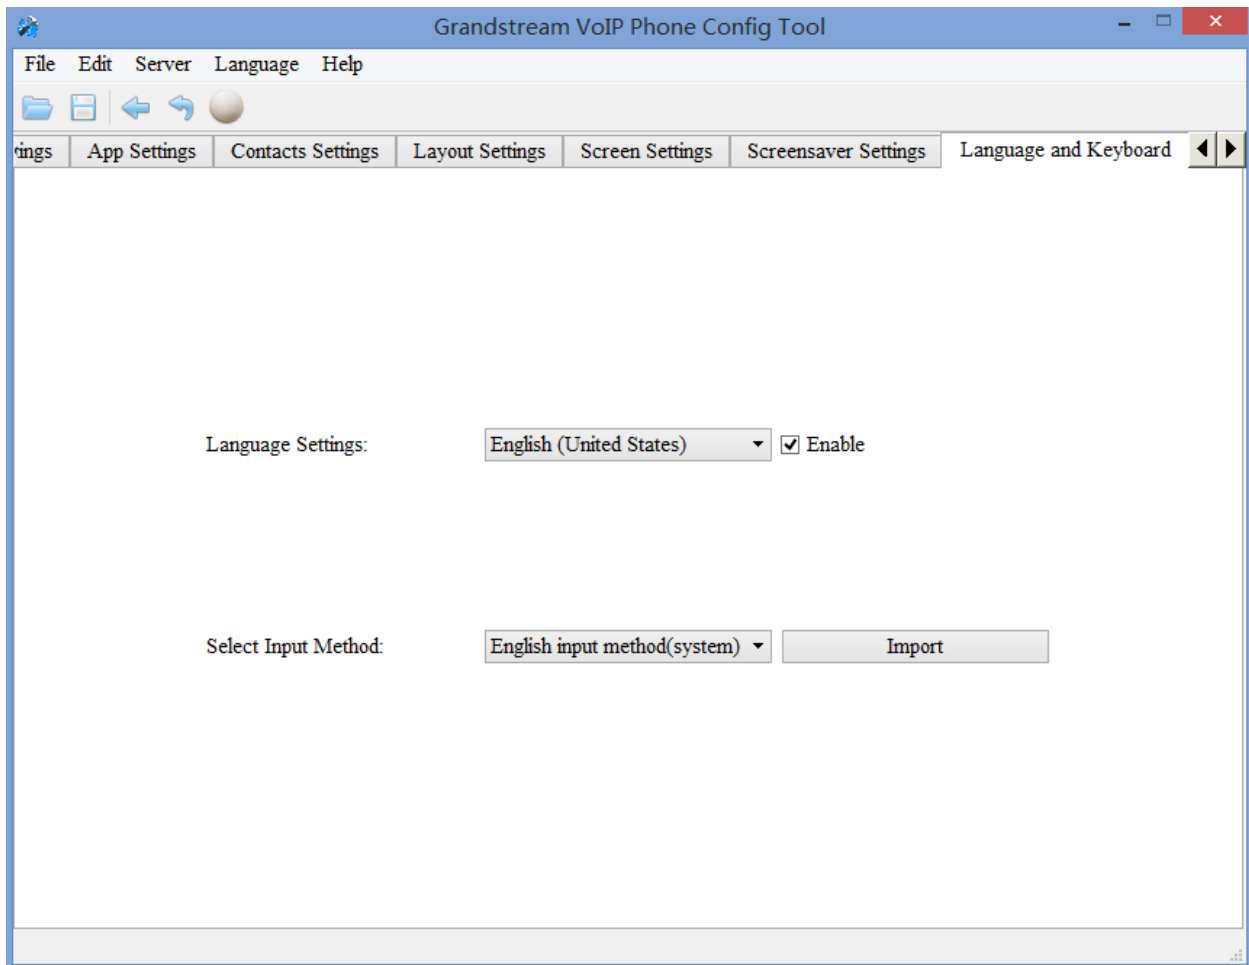 Grandstream VoIP Phone Config Tool
File Edit Server Language Help
tings App Settings Contacts Settings Layout Settings Screen Settings Screensaver Settings Language and Keyboard
Language Settings: English (United States) Enable
Select Input Method: English input method(system) Import